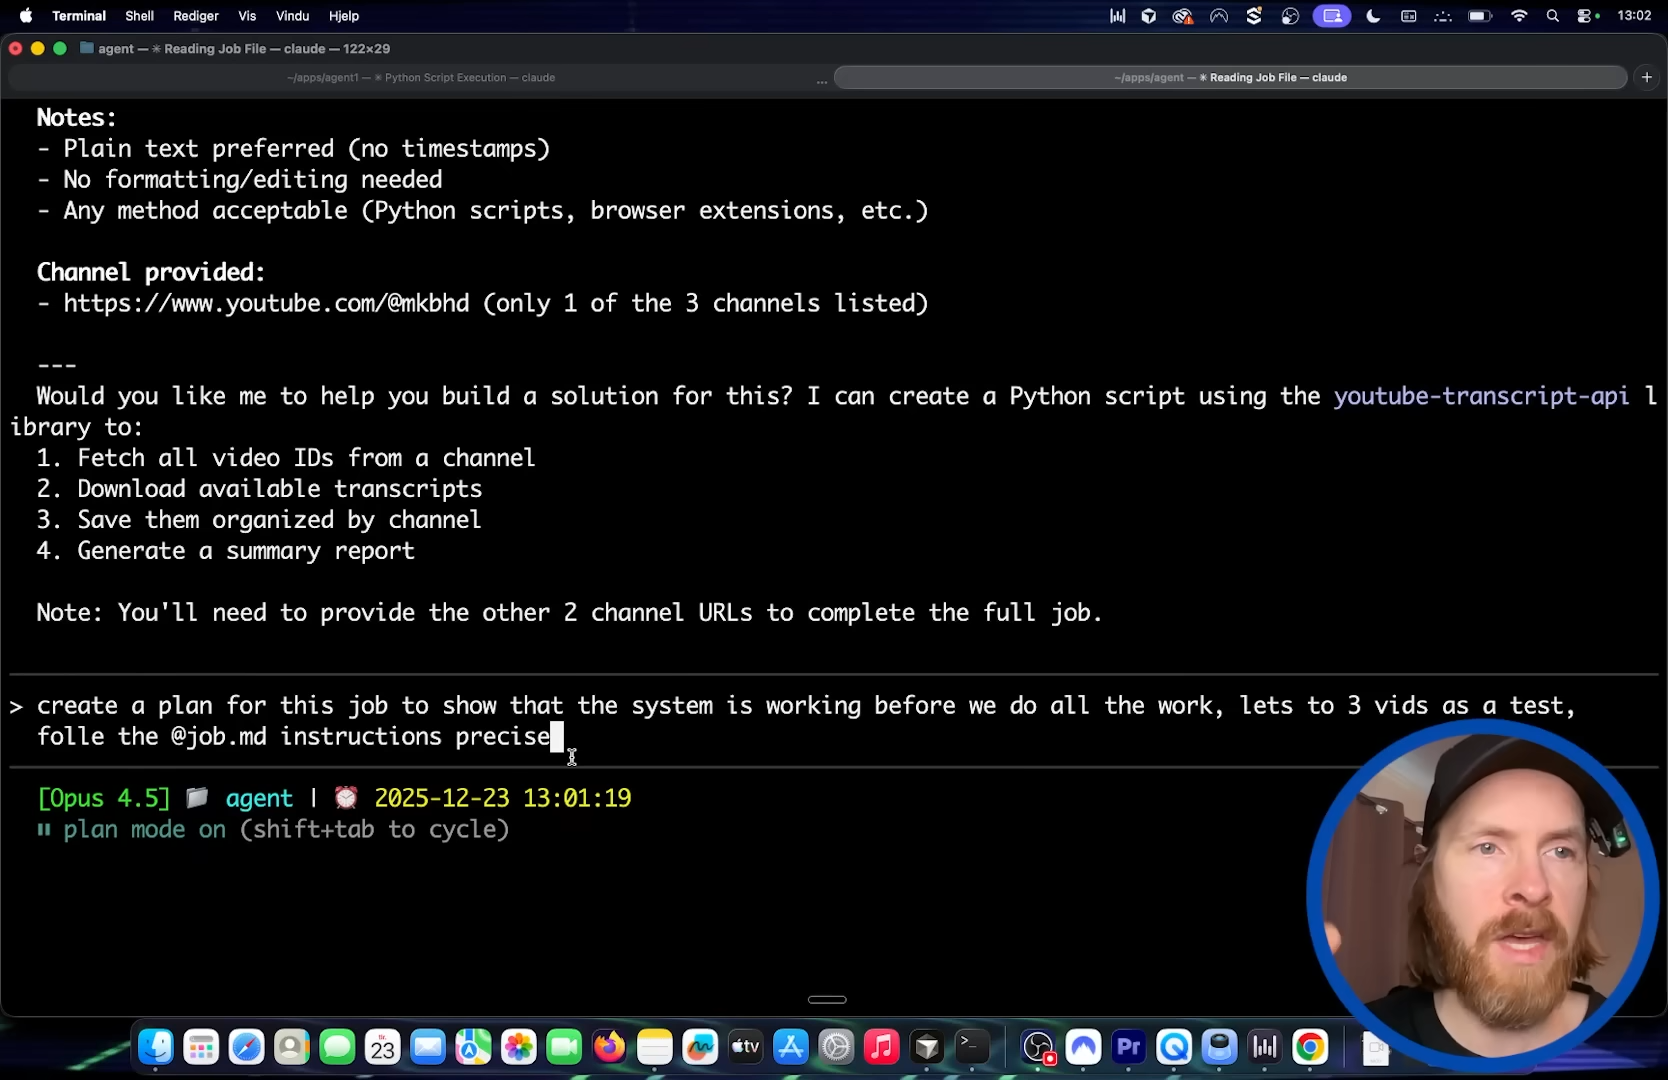 Terminal Shell Rediger Vis Vindu Hjelp 13:02
agent — ✳ Reading Job File — claude — 122×29
~/apps/agent1 — ✳ Python Script Execution — claude ... ~/apps/agent — ✳ Reading Job File — claude +
Notes:
- Plain text preferred (no timestamps)
- No formatting/editing needed
- Any method acceptable (Python scripts, browser extensions, etc.)
Channel provided:
- https://www.youtube.com/@mkbhd (only 1 of the 3 channels listed)
---
Would you like me to help you build a solution for this? I can create a Python script using the youtube-transcript-api l
ibrary to:
1. Fetch all video IDs from a channel
2. Download available transcripts
3. Save them organized by channel
4. Generate a summary report
Note: You'll need to provide the other 2 channel URLs to complete the full job.
> create a plan for this job to show that the system is working before we do all the work, lets to 3 vids as a test,
folle the @job.md instructions precise
[Opus 4.5] agent | 2025-12-23 13:01:19
⏸ plan mode on (shift+tab to cycle)
23 tv >_ Pr